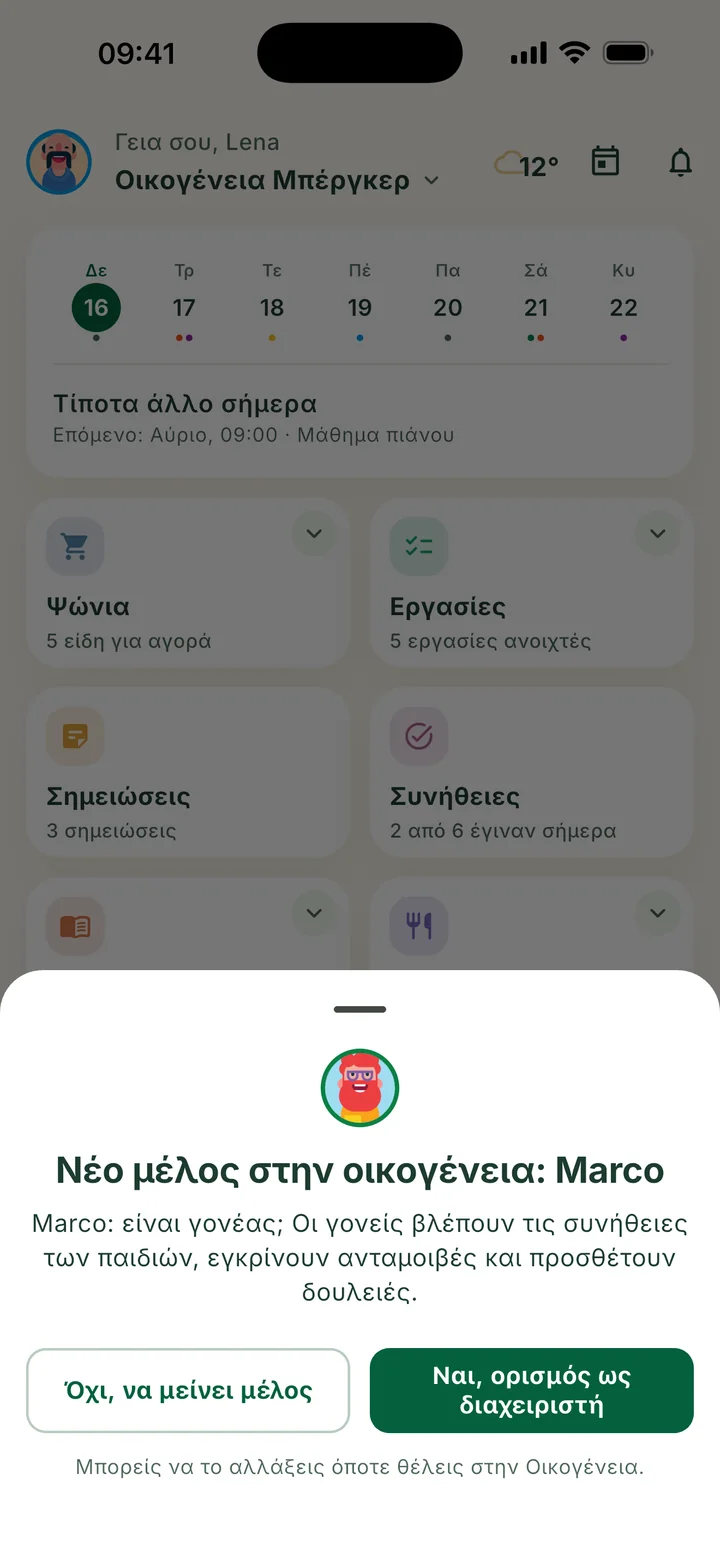 09:41
Γεια σου, Lena
Οικογένεια Μπέργκερ
12°
Δε Τρ Τε Πέ Πα Σά Κυ
16 17 18 19 20 21 22
Τίποτα άλλο σήμερα
Επόμενο: Αύριο, 09:00 · Μάθημα πιάνου
Ψώνια
5 είδη για αγορά
Εργασίες
5 εργασίες ανοιχτές
Σημειώσεις
3 σημειώσεις
Συνήθειες
2 από 6 έγιναν σήμερα
Νέο μέλος στην οικογένεια: Marco
Marco: είναι γονέας; Οι γονείς βλέπουν τις συνήθειες
των παιδιών, εγκρίνουν ανταμοιβές και προσθέτουν
δουλειές.
Όχι, να μείνει μέλος
Ναι, ορισμός ως
διαχειριστή
Μπορείς να το αλλάξεις όποτε θέλεις στην Οικογένεια.